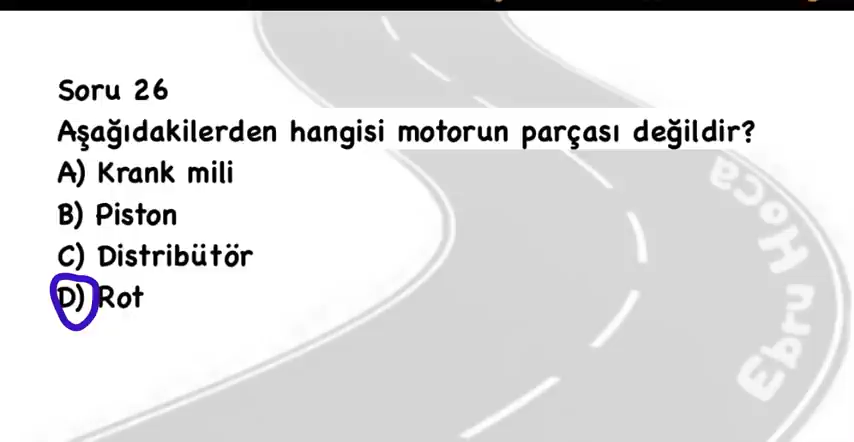 Soru 26
Aşağıdakilerden hangisi motorun parçası değildir?
A) Krank mili
B) Piston
C) Distribütör
D) Rot
Ebru Hoca